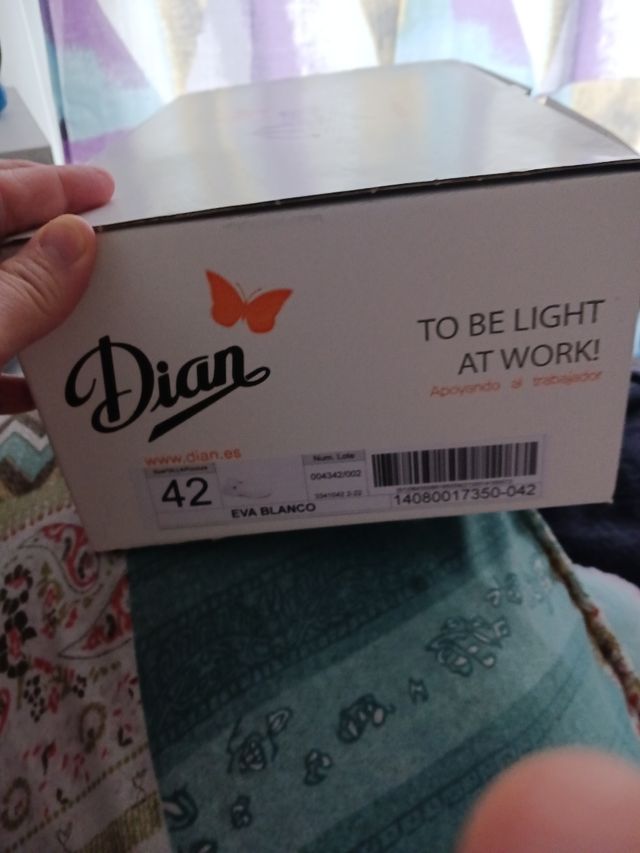 Dian
TO BE LIGHT
AT WORK!
Apoyando al trabajador
www.dian.es
42
EVA BLANCO
Num. Lote
004342/002
14080017350-042